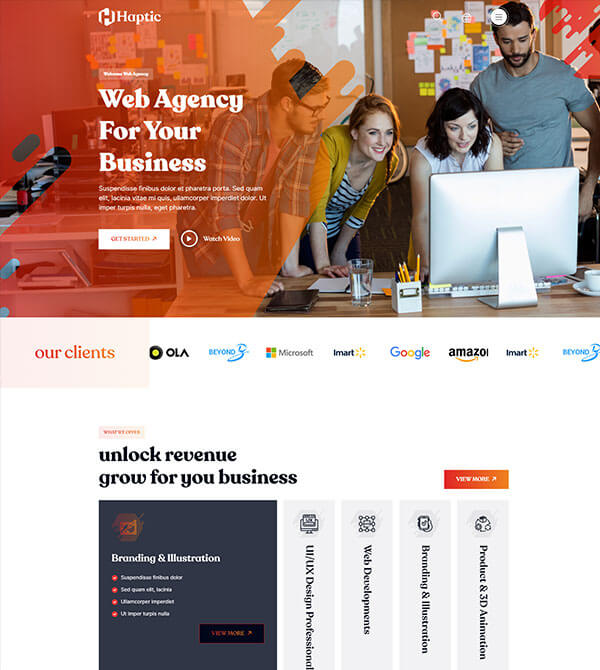 Haptic
Welcome Web Agency
Web Agency
For Your
Business
Suspendisse finibus dolor et pharetra porta. Sed quam
elit, lacinia vitae mi quis, ullamcorper imperdiet dolor. Ut
imper turpis nulla, eget pharetra.
GET STARTED
Watch Video
our clients
OLA
BEYOND
Microsoft
Imart
Google
amazon
Imart
BEYOND
WHAT WE OFFER
unlock revenue
grow for you business
VIEW MORE
Branding & Illustration
Suspendisse finibus dolor
Sed quam elit, lacinia
Ullamcorper imperdiet
Ut imper turpis nulla
VIEW MORE
UI/UX Design Professional
Web Developments
Branding & Illustration
Product & 3D Animation